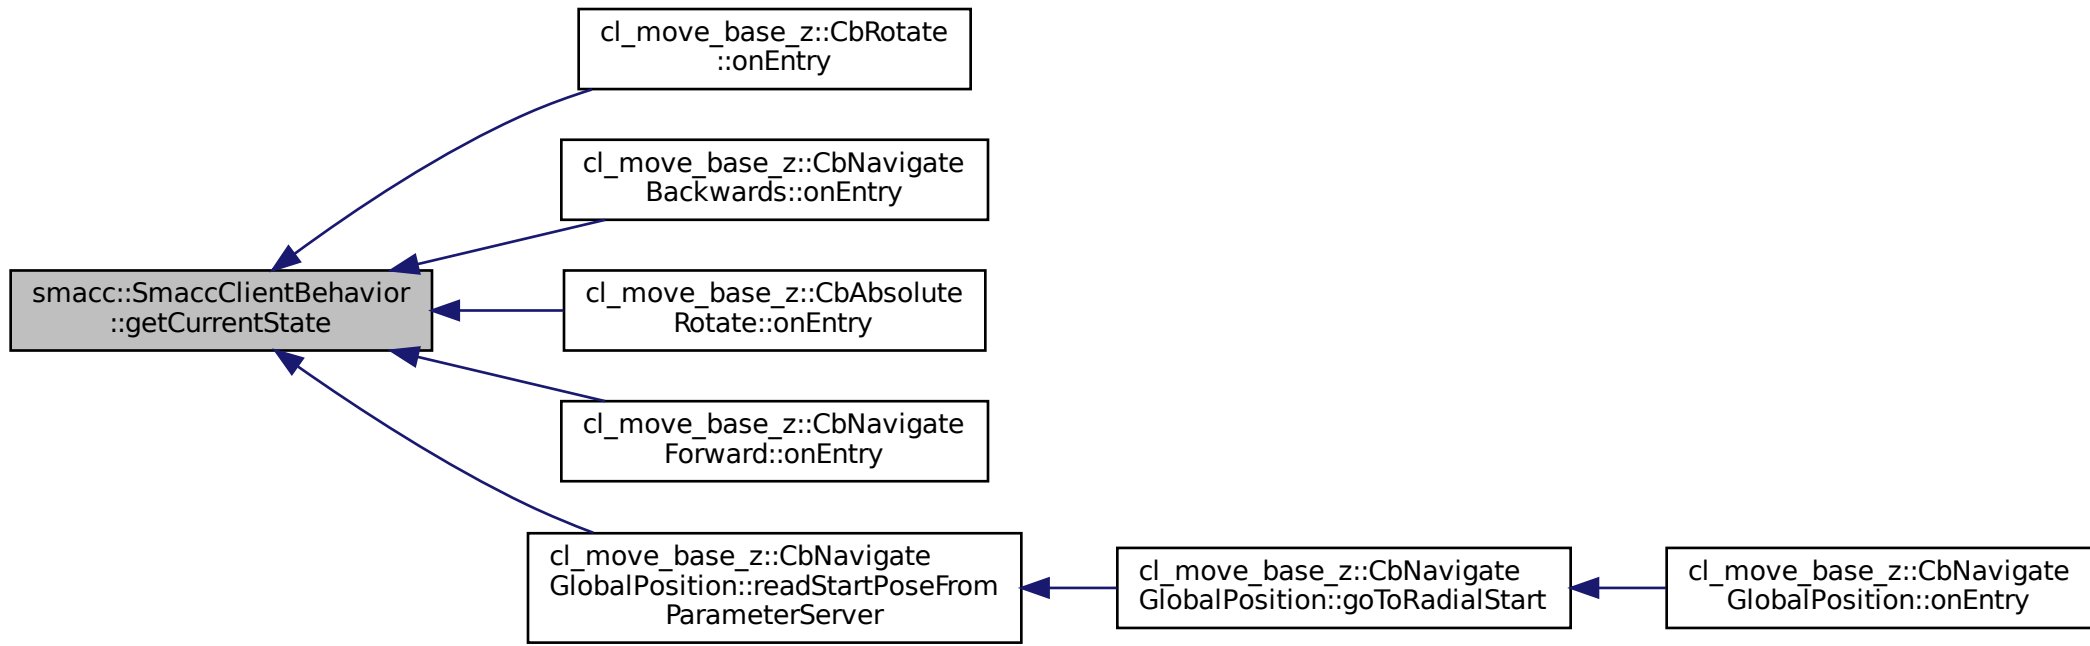 cl_move_base_z::CbRotate
::onEntry
cl_move_base_z::CbNavigate
Backwards::onEntry
smacc::SmaccClientBehavior
::getCurrentState
cl_move_base_z::CbAbsolute
Rotate::onEntry
cl_move_base_z::CbNavigate
Forward::onEntry
cl_move_base_z::CbNavigate
GlobalPosition::readStartPoseFrom
ParameterServer
cl_move_base_z::CbNavigate
GlobalPosition::goToRadialStart
cl_move_base_z::CbNavigate
GlobalPosition::onEntry